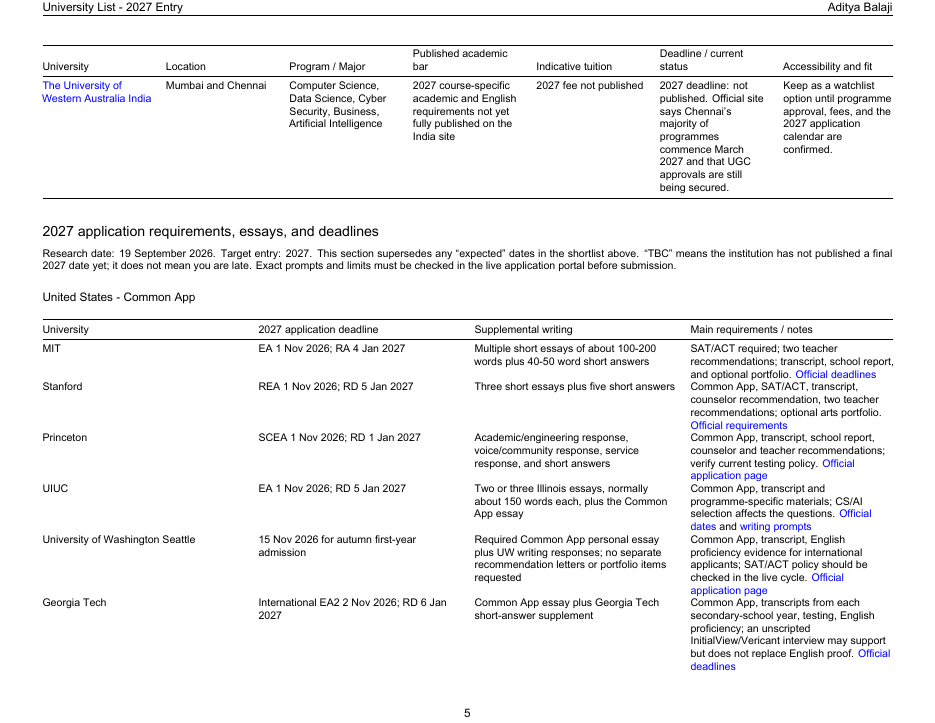 University List - 2027 Entry
Aditya Balaji
University
Location
Program / Major
Published academic
bar
Indicative tuition
Deadline / current
status
Accessibility and fit
The University of
Western Australia India
Mumbai and Chennai
Computer Science,
Data Science, Cyber
Security, Business,
Artificial Intelligence
2027 course-specific
academic and English
requirements not yet
fully published on the
India site
2027 fee not published
2027 deadline: not
published. Official site
says Chennai's
majority of
programmes
commence March
2027 and that UGC
approvals are still
being secured.
Keep as a watchlist
option until programme
approval, fees, and the
2027 application
calendar are
confirmed.
2027 application requirements, essays, and deadlines
Research date: 19 September 2026. Target entry: 2027. This section supersedes any “expected” dates in the shortlist above. “TBC” means the institution has not published a final
2027 date yet; it does not mean you are late. Exact prompts and limits must be checked in the live application portal before submission.
United States - Common App
University
2027 application deadline
Supplemental writing
Main requirements / notes
MIT
EA 1 Nov 2026; RA 4 Jan 2027
Multiple short essays of about 100-200
words plus 40-50 word short answers
SAT/ACT required; two teacher
recommendations; transcript, school report,
and optional portfolio. Official deadlines
Stanford
REA 1 Nov 2026; RD 5 Jan 2027
Three short essays plus five short answers
Common App, SAT/ACT, transcript,
counselor recommendation, two teacher
recommendations; optional arts portfolio.
Official requirements
Princeton
SCEA 1 Nov 2026; RD 1 Jan 2027
Academic/engineering response,
voice/community response, service
response, and short answers
Common App, transcript, school report,
counselor and teacher recommendations;
verify current testing policy. Official
application page
UIUC
EA 1 Nov 2026; RD 5 Jan 2027
Two or three Illinois essays, normally
about 150 words each, plus the Common
App essay
Common App, transcript and
programme-specific materials; CS/AI
selection affects the questions. Official
dates and writing prompts
University of Washington Seattle
15 Nov 2026 for autumn first-year
admission
Required Common App personal essay
plus UW writing responses; no separate
recommendation letters or portfolio items
requested
Common App, transcript, English
proficiency evidence for international
applicants; SAT/ACT policy should be
checked in the live cycle. Official
application page
Georgia Tech
International EA2 2 Nov 2026; RD 6 Jan
2027
Common App essay plus Georgia Tech
short-answer supplement
Common App, transcripts from each
secondary-school year, testing, English
proficiency; an unscripted
InitialView/Vericant interview may support
but does not replace English proof. Official
deadlines
5